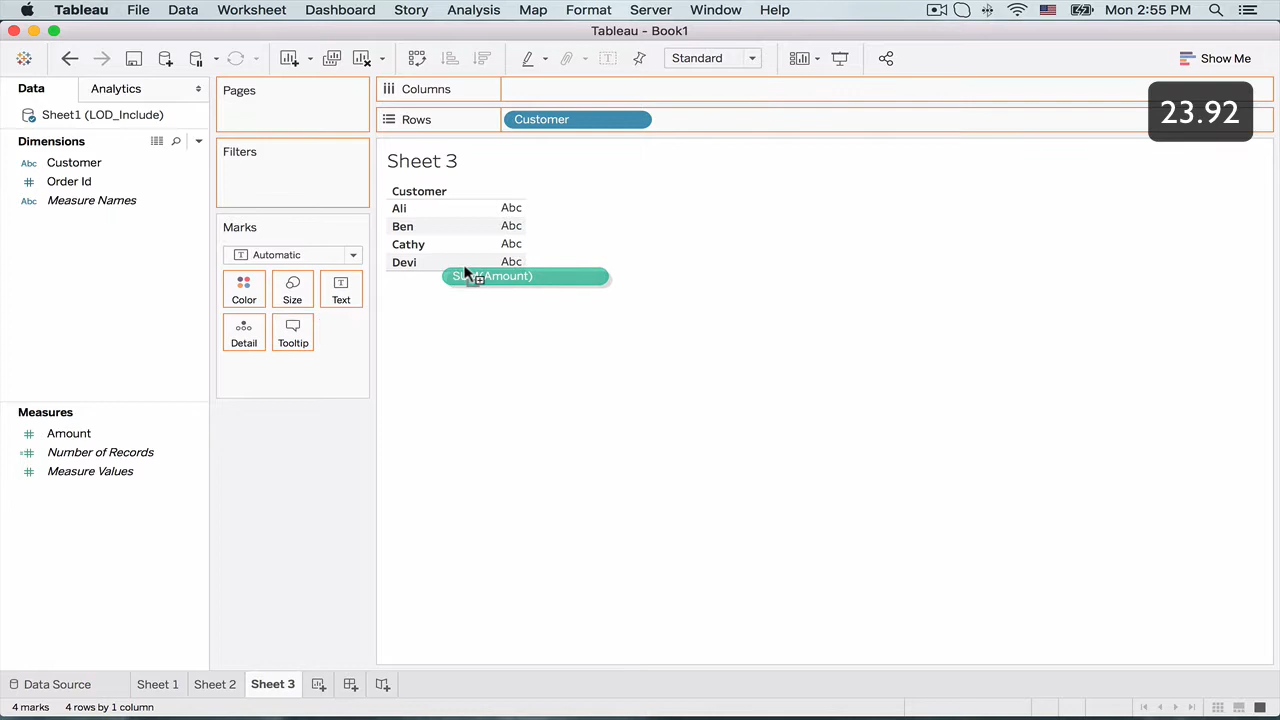 Tableau File Data Worksheet Dashboard Story Analysis Map Format Server Window Help Mon 2:55 PM
Tableau - Book1
Standard Show Me
Data Analytics
Sheet1 (LOD_Include)
Dimensions
Abc Customer
# Order Id
Abc Measure Names
Measures
# Amount
# Number of Records
# Measure Values
Pages
Filters
Marks
Automatic
Color Size Text
Detail Tooltip
Columns
Rows Customer
23.92
Sheet 3
Customer
Ali Abc
Ben Abc
Cathy Abc
Devi Abc
SUM(Amount)
Data Source Sheet 1 Sheet 2 Sheet 3
4 marks 4 rows by 1 column